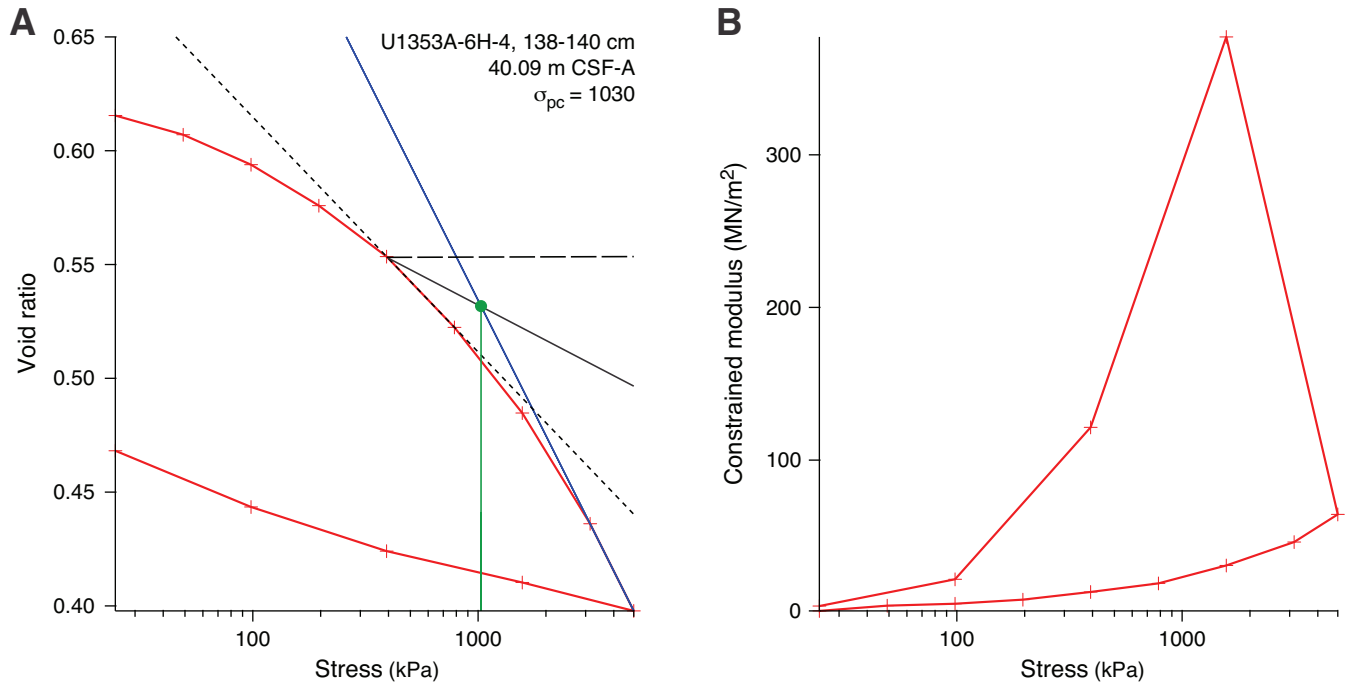 A
U1353A-6H-4, 138-140 cm
40.09 m CSF-A
σpc = 1030
0.65
0.60
0.55
0.50
0.45
0.40
Void ratio
100
1000
Stress (kPa)
B
300
200
100
0
Constrained modulus (MN/m²)
100
1000
Stress (kPa)